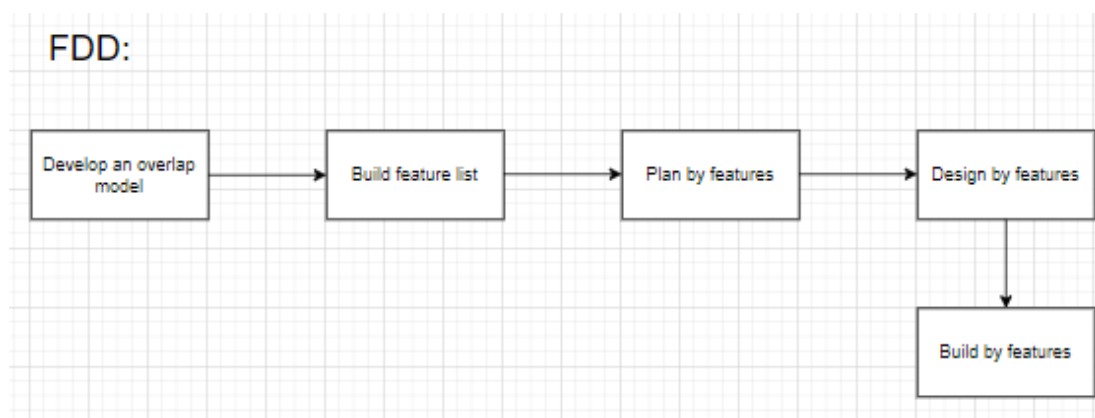 FDD:
Develop an overlap
model
Build feature list
Plan by features
Design by features
Build by features